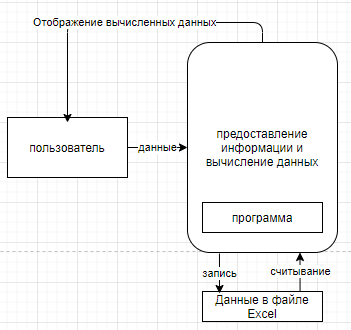 Отображение вычисленных данных
пользователь
данные
предоставление
информации и
вычисление данных
программа
запись
считывание
Данные в файле
Excel